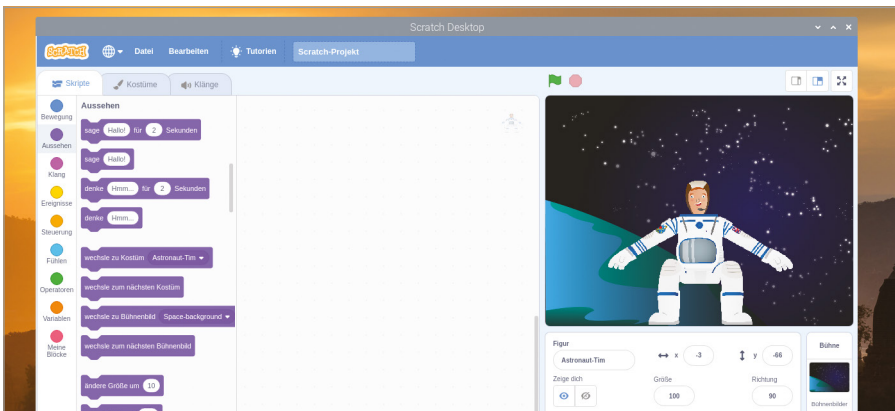 Scratch Desktop
SCRATCH Datei Bearbeiten Tutorien Scratch-Projekt
Skripte Kostüme Klänge
Bewegung
Aussehen
Klang
Ereignisse
Steuerung
Fühlen
Operatoren
Variablen
Meine
Blöcke
Aussehen
sage Hallo! für 2 Sekunden
sage Hallo!
denke Hmm... für 2 Sekunden
denke Hmm...
wechsle zu Kostüm Astronaut-Tim
wechsle zum nächsten Kostüm
wechsle zu Bühnenbild Space-background
wechsle zum nächsten Bühnenbild
ändere Größe um 10
Figur
Astronaut-Tim x -3 y -66
Zeige dich Größe Richtung
100 90
Bühne
Bühnenbilder